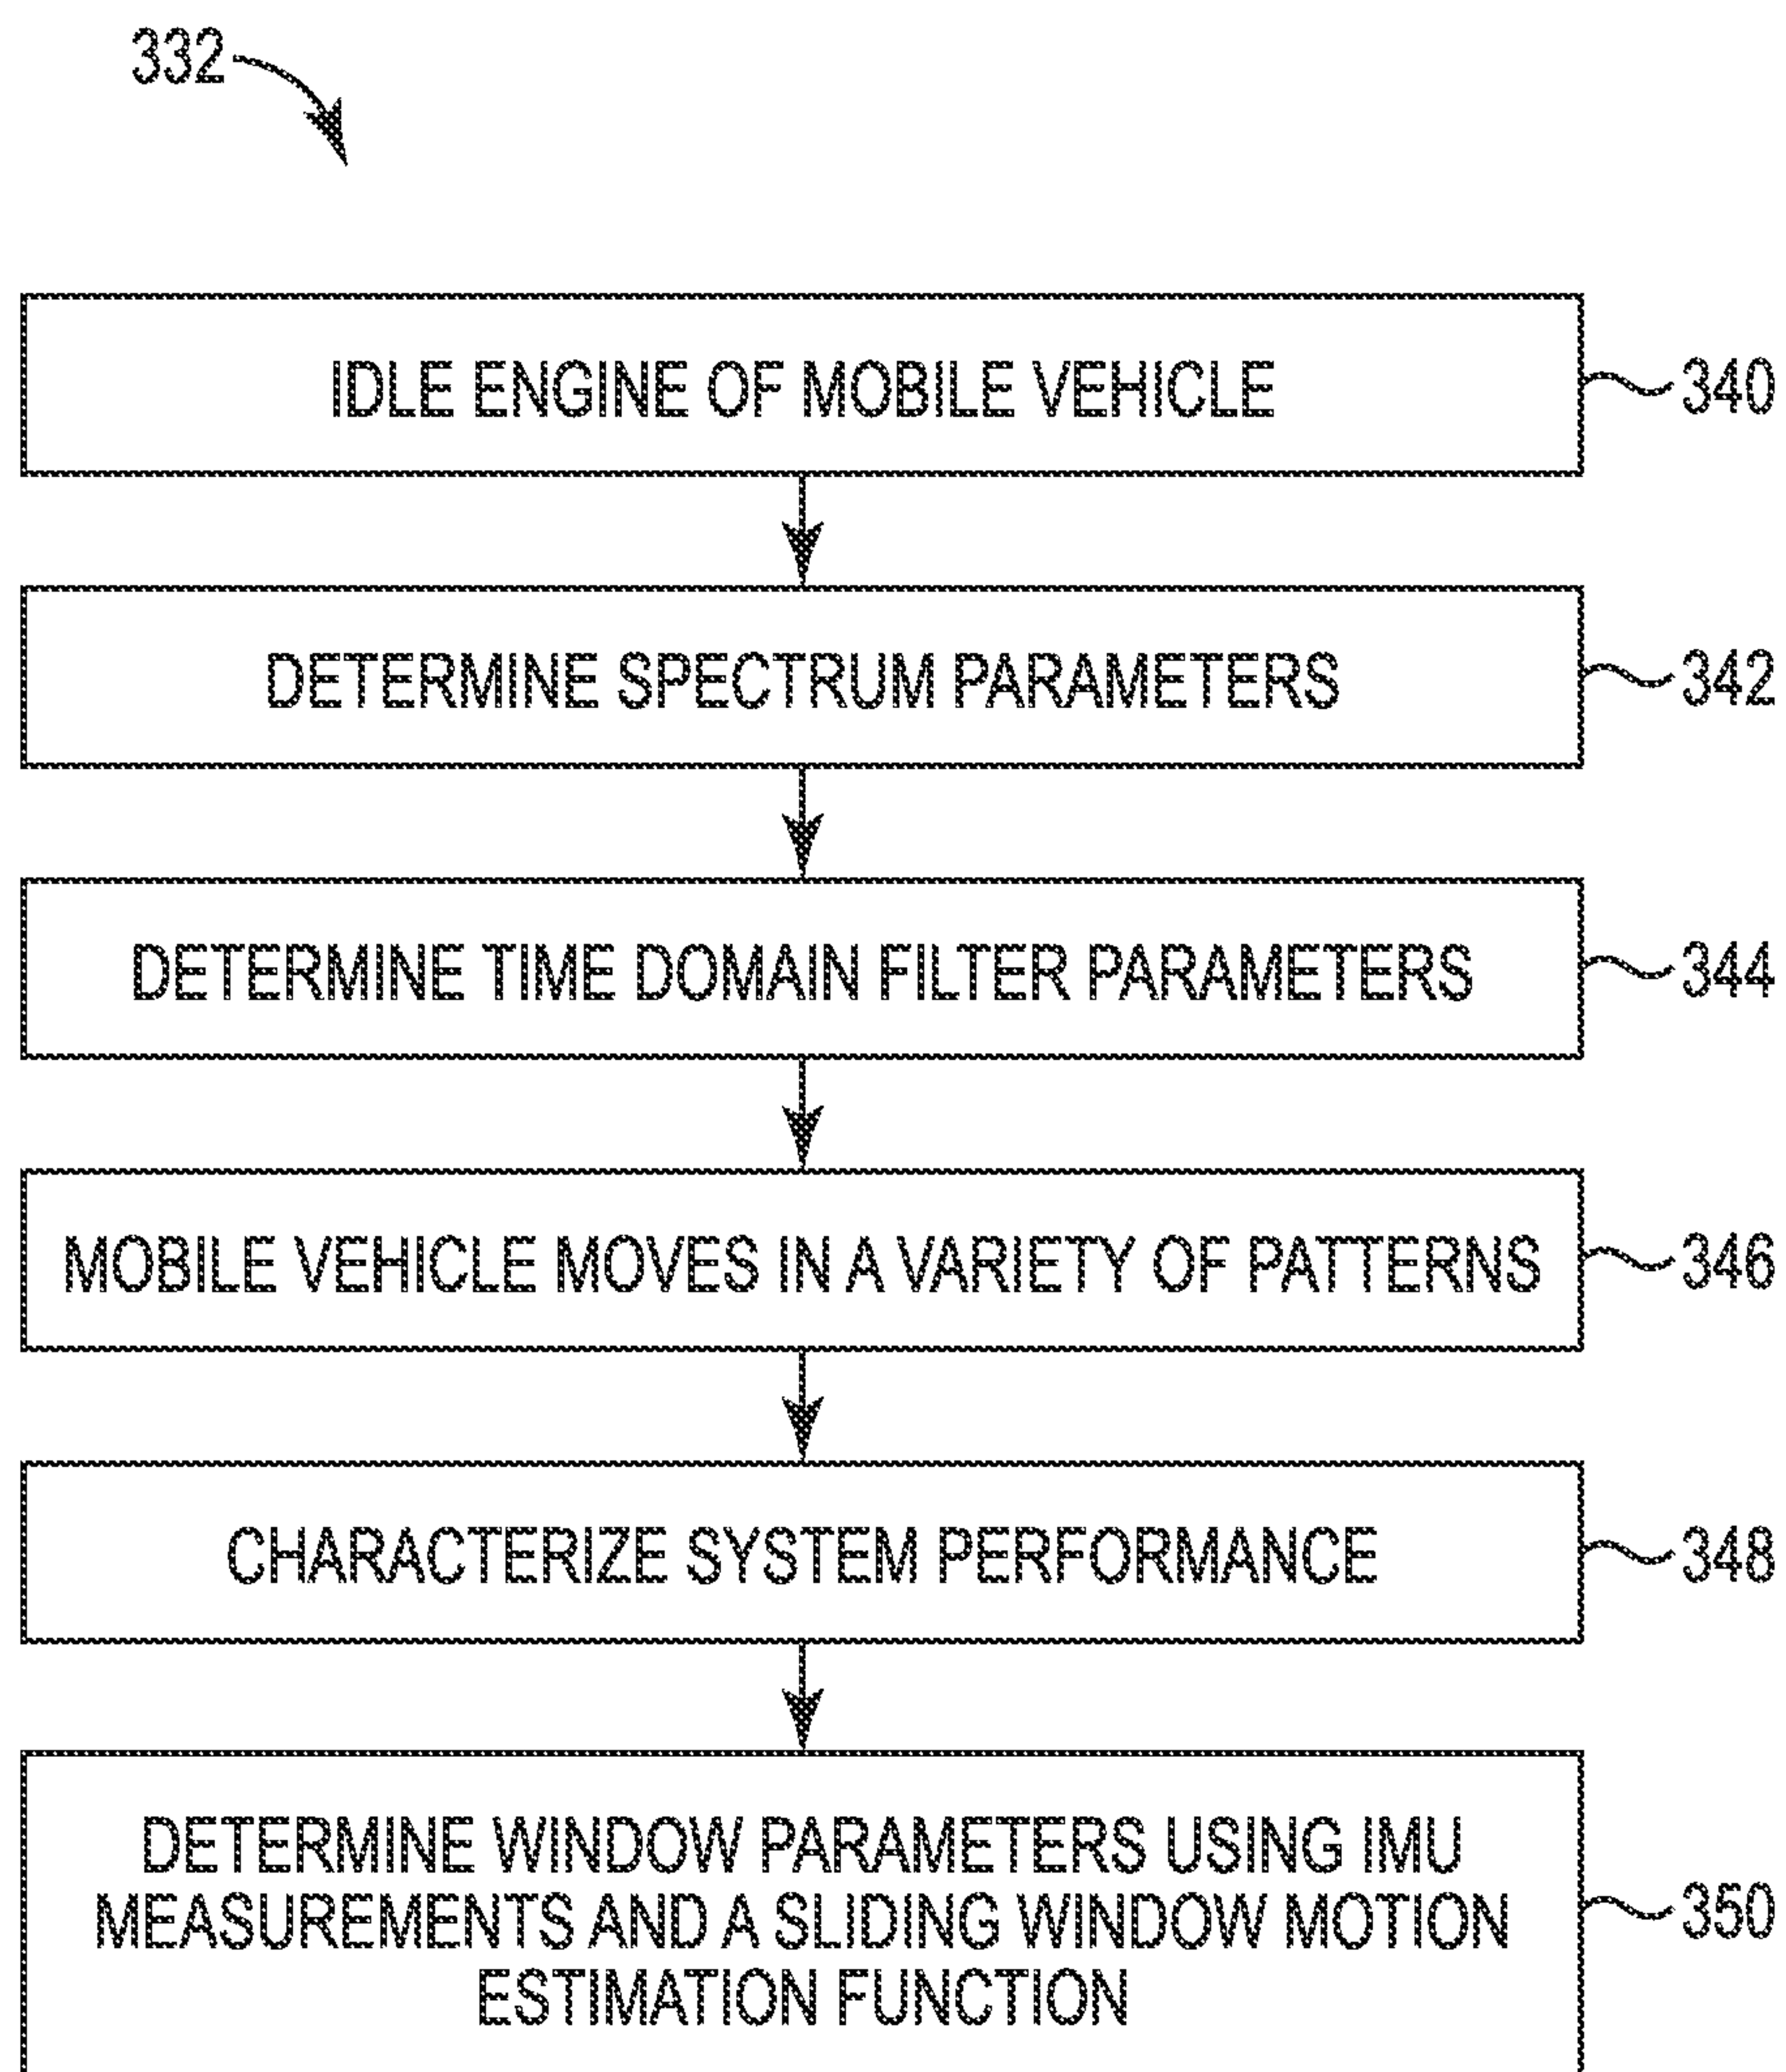 332
IDLE ENGINE OF MOBILE VEHICLE
340
DETERMINE SPECTRUM PARAMETERS
342
DETERMINE TIME DOMAIN FILTER PARAMETERS
344
MOBILE VEHICLE MOVES IN A VARIETY OF PATTERNS
346
CHARACTERIZE SYSTEM PERFORMANCE
348
DETERMINE WINDOW PARAMETERS USING IMU
MEASUREMENTS AND A SLIDING WINDOW MOTION
ESTIMATION FUNCTION
350